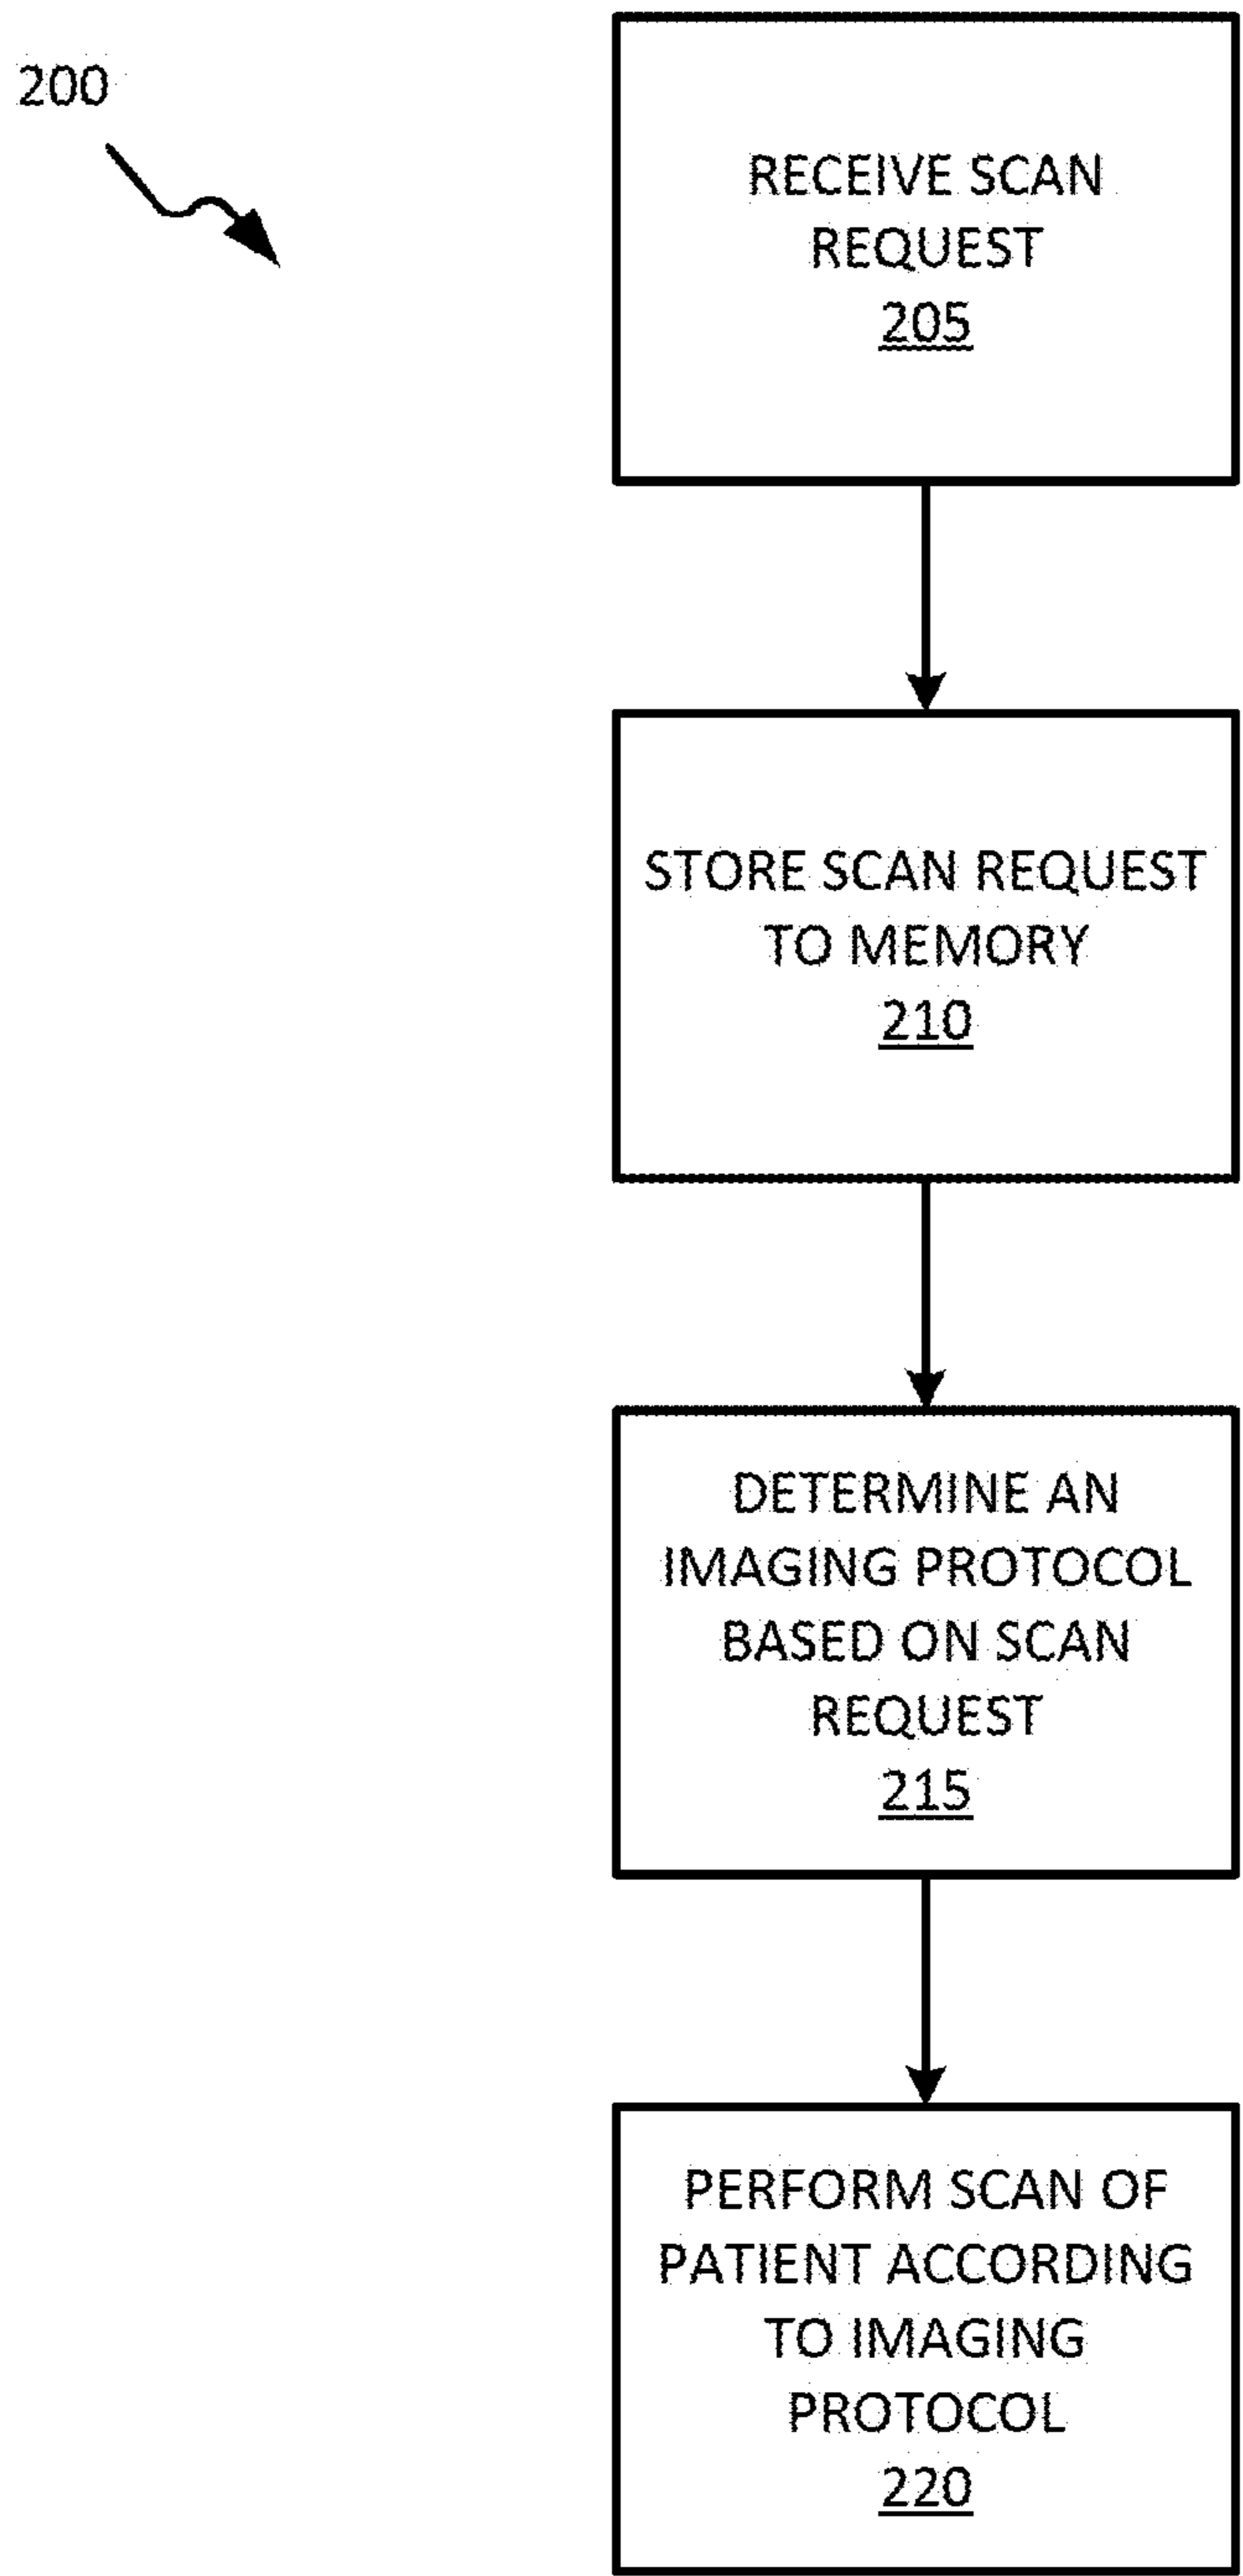 200
RECEIVE SCAN
REQUEST
205
STORE SCAN REQUEST
TO MEMORY
210
DETERMINE AN
IMAGING PROTOCOL
BASED ON SCAN
REQUEST
215
PERFORM SCAN OF
PATIENT ACCORDING
TO IMAGING
PROTOCOL
220